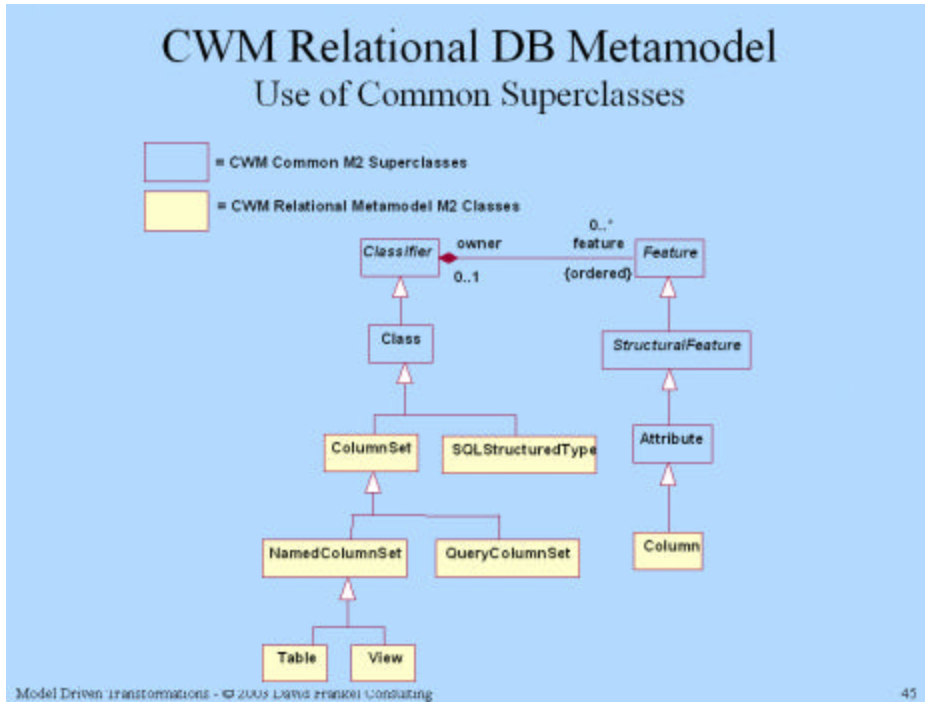 CWM Relational DB Metamodel
Use of Common Superclasses
= CWM Common M2 Superclasses
= CWM Relational Metamodel M2 Classes
Classifier
owner
0..1
0..*
feature
{ordered}
Feature
Class
StructuralFeature
ColumnSet
SQLStructuredType
Attribute
NamedColumnSet
QueryColumnSet
Column
Table
View
Model Driven Transformations - © 2003 David Frankel Consulting
45